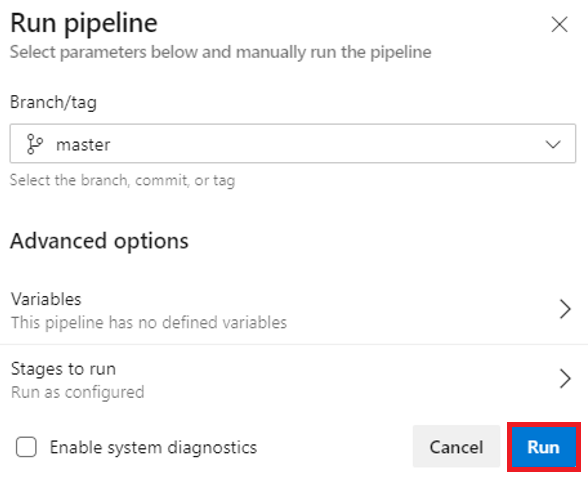 Run pipeline
Select parameters below and manually run the pipeline
Branch/tag
master
Select the branch, commit, or tag
Advanced options
Variables
This pipeline has no defined variables
Stages to run
Run as configured
Enable system diagnostics
Cancel
Run